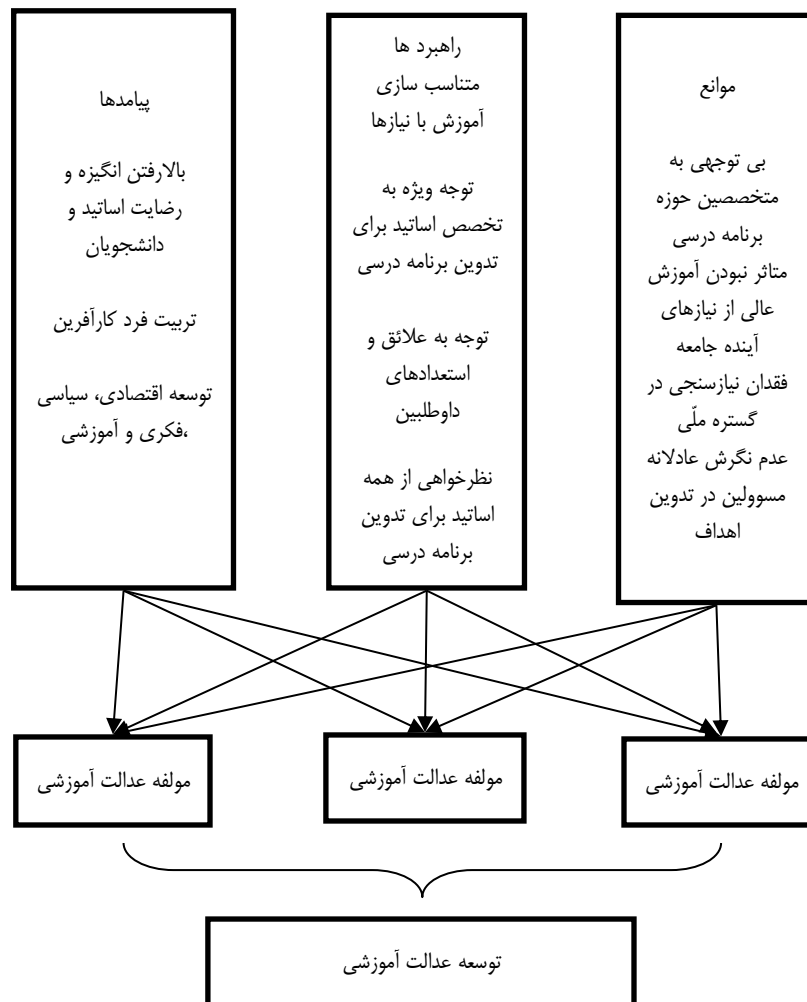 موانع
بی توجهی به
متخصصین حوزه
برنامه درسی
متاثر نبودن آموزش
عالی از نیازهای
آینده جامعه
فقدان نیازسنجی در
گستره ملّی
عدم نگرش عادلانه
مسوولین در تدوین
اهداف
راهبرد ها
متناسب سازی
آموزش با نیازها
توجه ویژه به
تخصص اساتید برای
تدوین برنامه درسی
توجه به علائق و
استعدادهای
داوطلبین
نظرخواهی از همه
اساتید برای تدوین
برنامه درسی
پیامدها
بالارفتن انگیزه و
رضایت اساتید و
دانشجویان
تربیت فرد کارآفرین
توسعه اقتصادی، سیاسی
،فکری و آموزشی
مولفه عدالت آموزشی
مولفه عدالت آموزشی
مولفه عدالت آموزشی
توسعه عدالت آموزشی